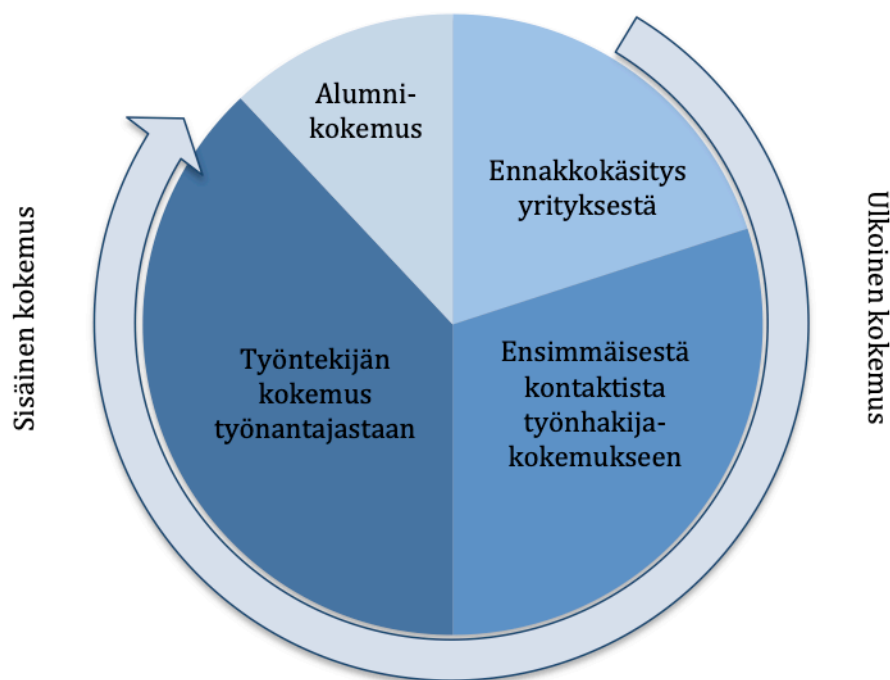 Alumni-
kokemus
Ennakkokäsitys
yrityksestä
Sisäinen kokemus
Ulkoinen kokemus
Työntekijän
kokemus
työnantajastaan
Ensimmäisestä
kontaktista
työnhakija-
kokemukseen